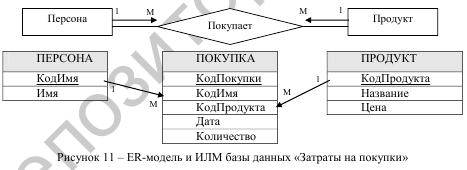 Персона 1 М Покупает М 1 Продукт
ПЕРСОНА ПОКУПКА ПРОДУКТ
КодИмя КодПокупки КодПродукта
Имя 1 М КодИмя Название
КодПродукта М 1 Цена
Дата
Количество
Рисунок 11 – ER-модель и ИЛМ базы данных «Затраты на покупки»